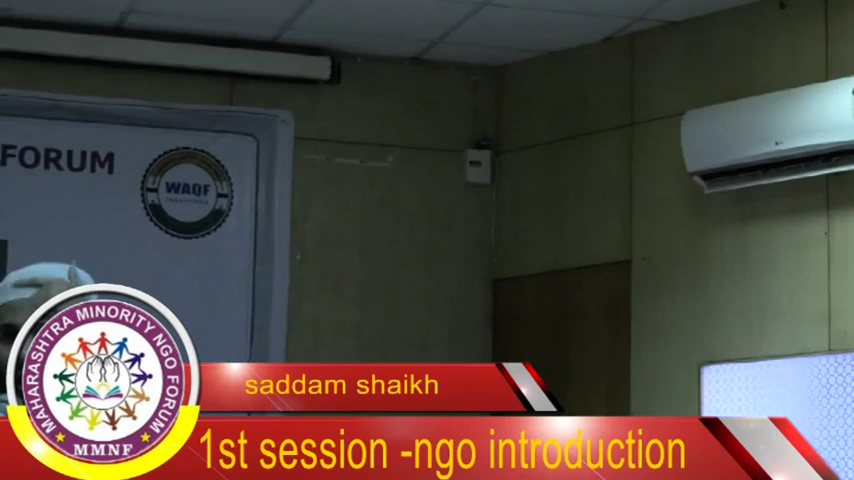 FORUM
WAQF
MAHARASHTRA MINORITY NGO FORUM
MMNF
saddam shaikh
1st session -ngo introduction